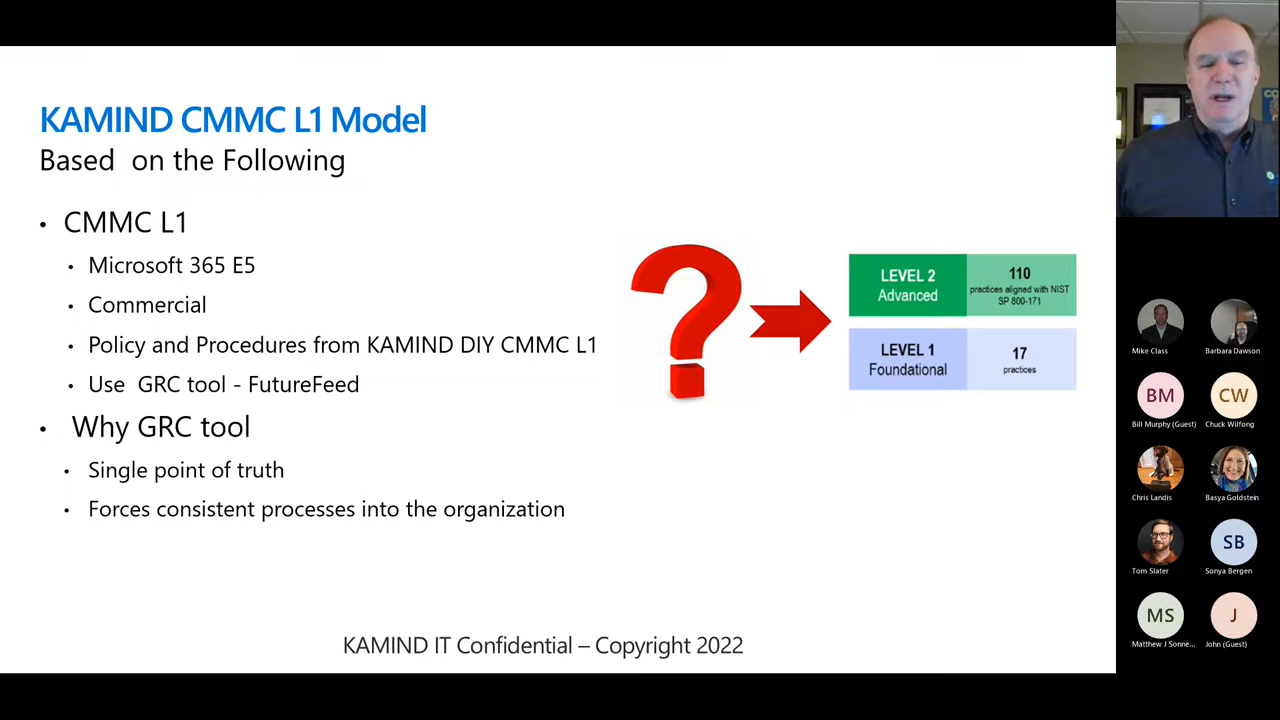 KAMIND CMMC L1 Model
Based on the Following
• CMMC L1
• Microsoft 365 E5
• Commercial
• Policy and Procedures from KAMIND DIY CMMC L1
• Use GRC tool - FutureFeed
• Why GRC tool
• Single point of truth
• Forces consistent processes into the organization
?
LEVEL 2
Advanced
110
practices aligned with NIST
SP 800-171
LEVEL 1
Foundational
17
practices
KAMIND IT Confidential – Copyright 2022
Mike Class
Barbara Dawson
BM
Bill Murphy (Guest)
CW
Chuck Wilfong
Chris Landis
Basya Goldstein
Tom Slater
SB
Sonya Bergen
MS
Matthew J Sonne...
J
John (Guest)